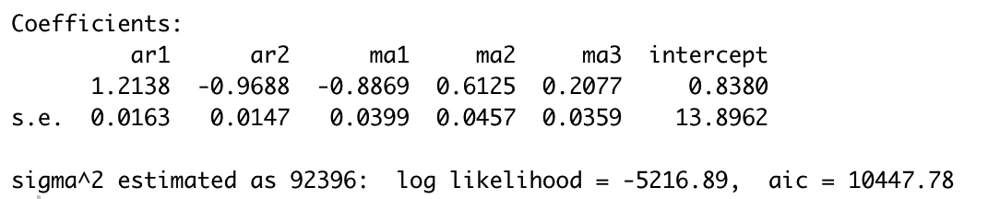 Coefficients:
ar1 ar2 ma1 ma2 ma3 intercept
1.2138 -0.9688 -0.8869 0.6125 0.2077 0.8380
s.e. 0.0163 0.0147 0.0399 0.0457 0.0359 13.8962
sigma^2 estimated as 92396: log likelihood = -5216.89, aic = 10447.78